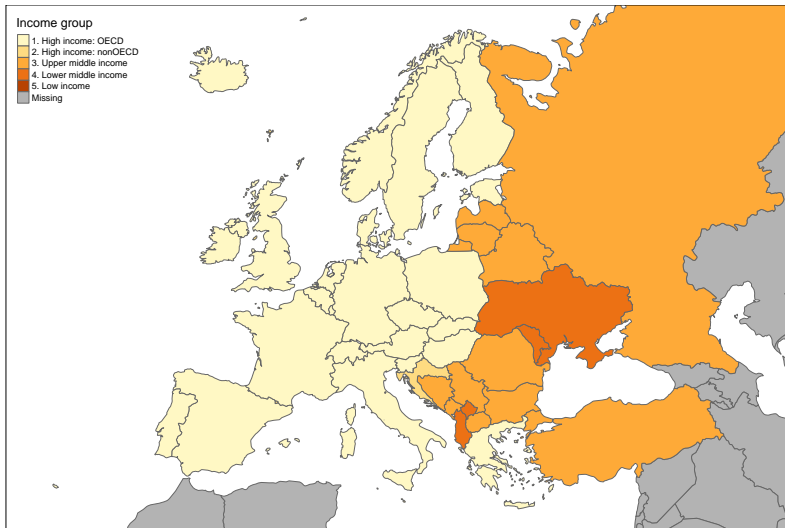 Income group
1. High income: OECD
2. High income: nonOECD
3. Upper middle income
4. Lower middle income
5. Low income
Missing